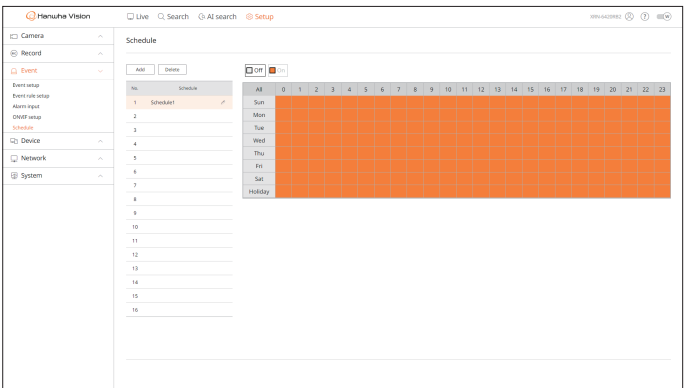 Hanwha Vision
Live Search AI search Setup
XRN-6420RB2 ?
W
Camera
Record
Event
Event setup
Event rule setup
Alarm input
ONVIF setup
Schedule
Device
Network
System
Schedule
Add Delete
Off On
No. Schedule
1 Schedule1
2
3
4
5
6
7
8
9
10
11
12
13
14
15
16
All 0 1 2 3 4 5 6 7 8 9 10 11 12 13 14 15 16 17 18 19 20 21 22 23
Sun
Mon
Tue
Wed
Thu
Fri
Sat
Holiday